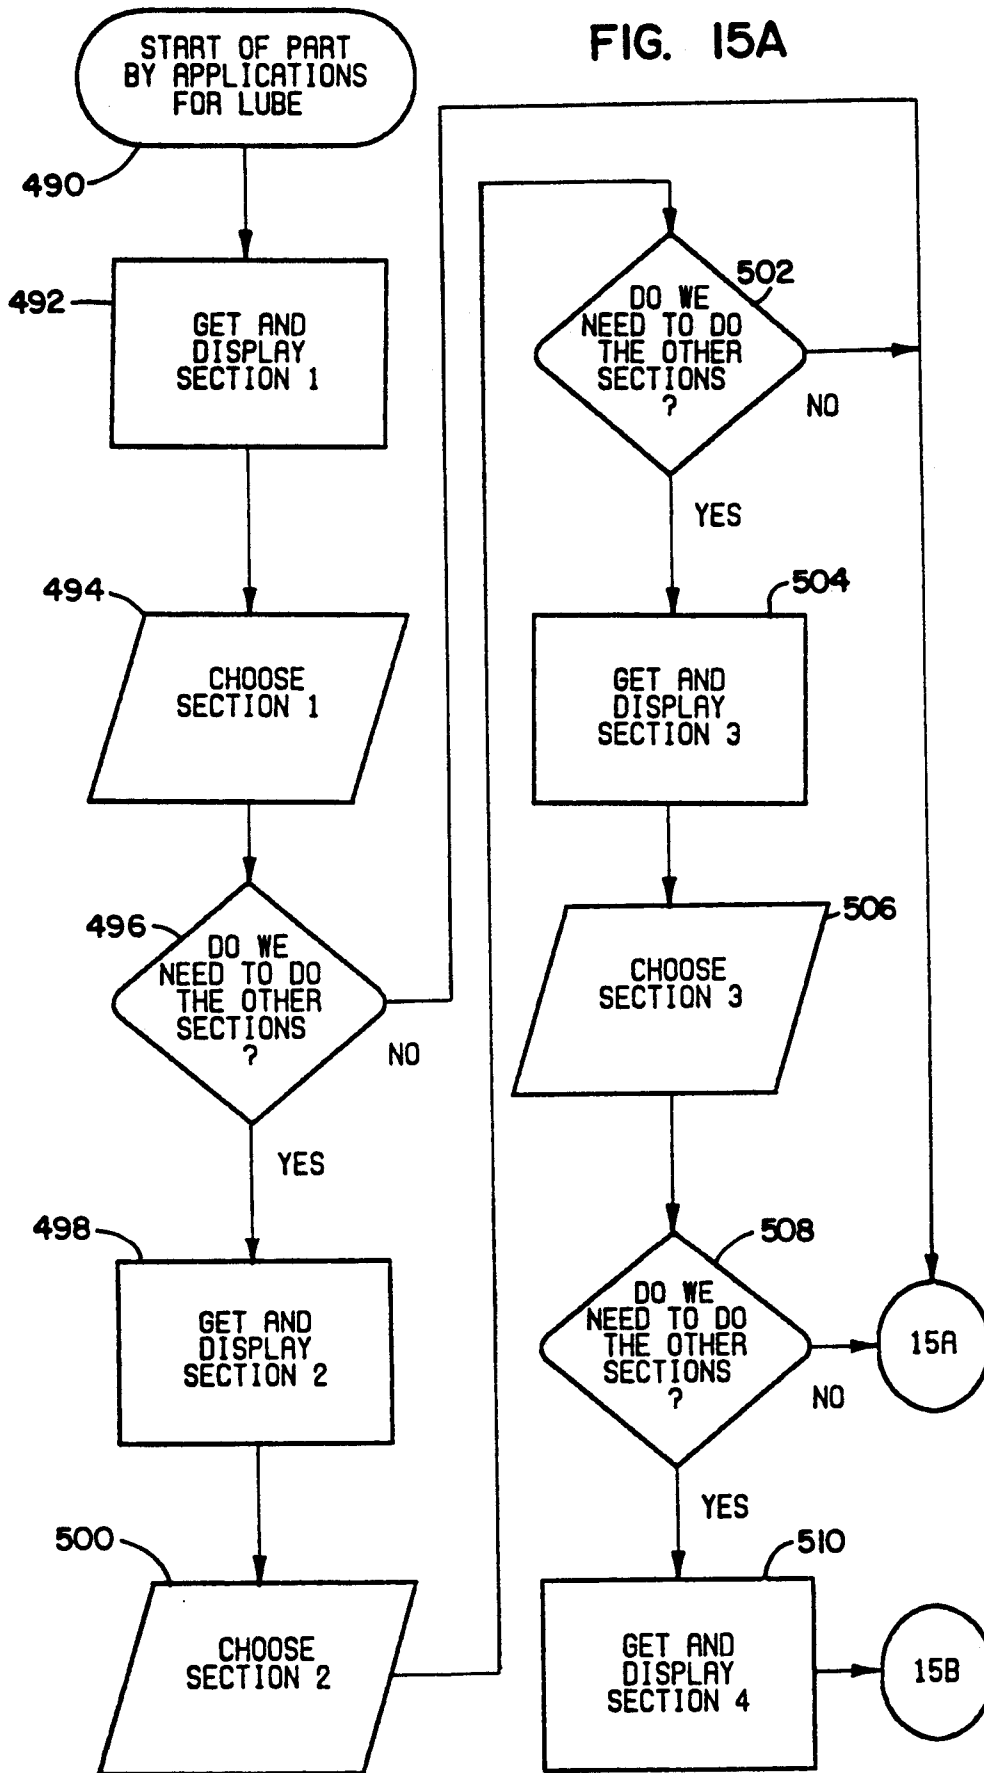 FIG. 15A
START OF PART
BY APPLICATIONS
FOR LUBE
490
492
GET AND
DISPLAY
SECTION 1
494
CHOOSE
SECTION 1
496
DO WE
NEED TO DO
THE OTHER
SECTIONS
?
NO
YES
498
GET AND
DISPLAY
SECTION 2
500
CHOOSE
SECTION 2
502
DO WE
NEED TO DO
THE OTHER
SECTIONS
?
NO
YES
504
GET AND
DISPLAY
SECTION 3
506
CHOOSE
SECTION 3
508
DO WE
NEED TO DO
THE OTHER
SECTIONS
?
NO
15A
YES
510
GET AND
DISPLAY
SECTION 4
15B